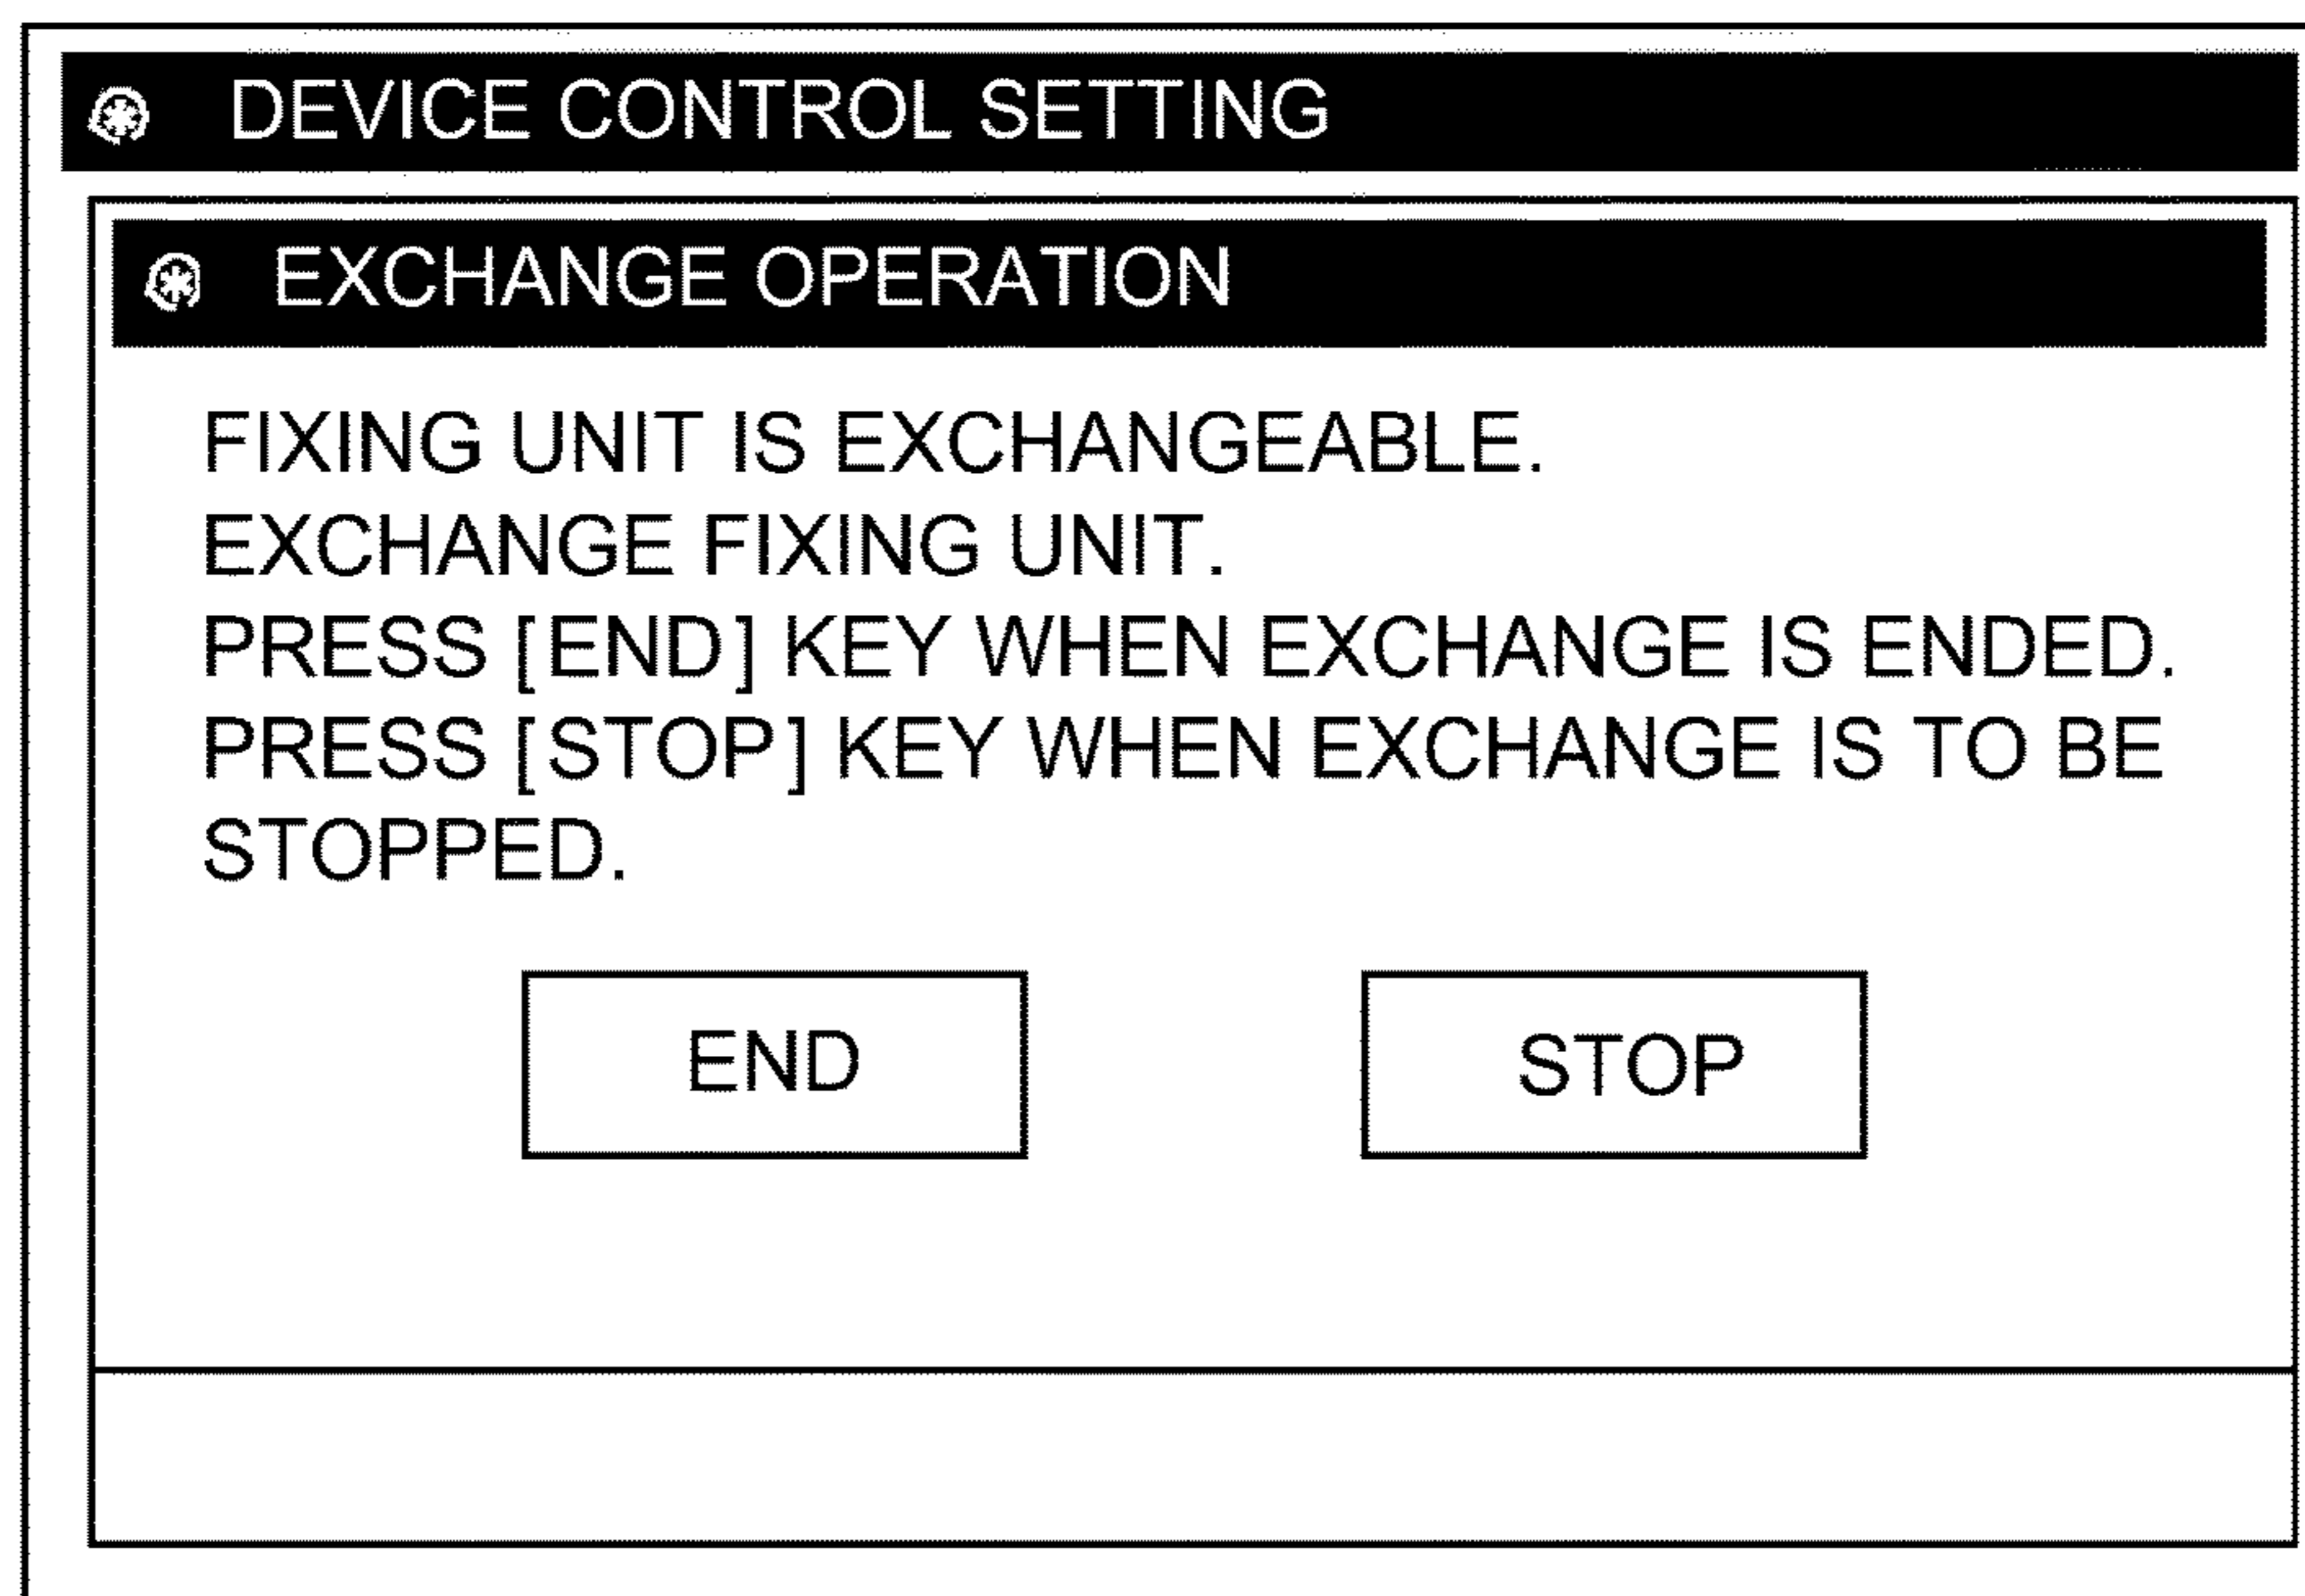 DEVICE CONTROL SETTING
EXCHANGE OPERATION
FIXING UNIT IS EXCHANGEABLE.
EXCHANGE FIXING UNIT.
PRESS [END] KEY WHEN EXCHANGE IS ENDED.
PRESS [STOP] KEY WHEN EXCHANGE IS TO BE
STOPPED.
END
STOP